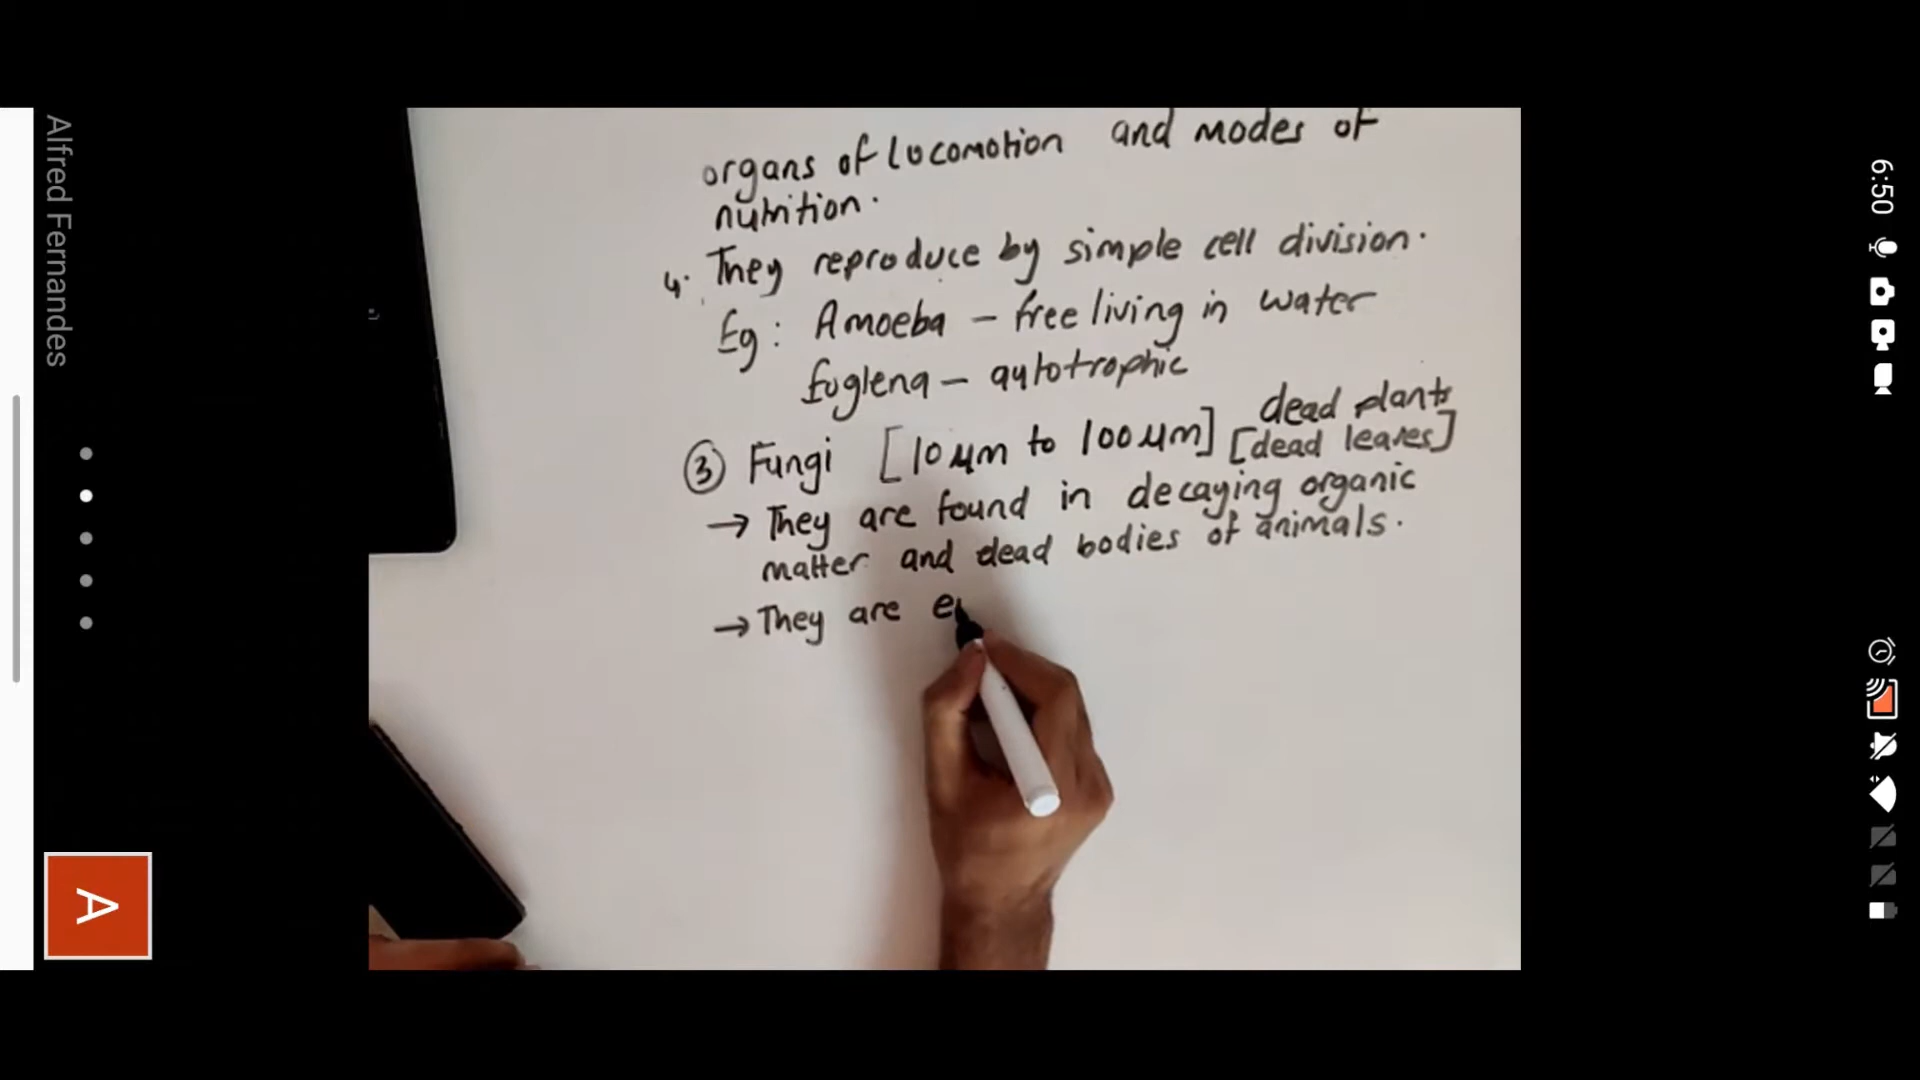 Alfred Fernandes
6:50
organs of locomotion and modes of
nutrition.
4. They reproduce by simple cell division.
Eg: Amoeba – free living in water
Euglena – autotrophic
dead plants
③ Fungi [10 μm to 100 μm] [dead leaves]
→ They are found in decaying organic
matter and dead bodies of animals.
→ They are e
A